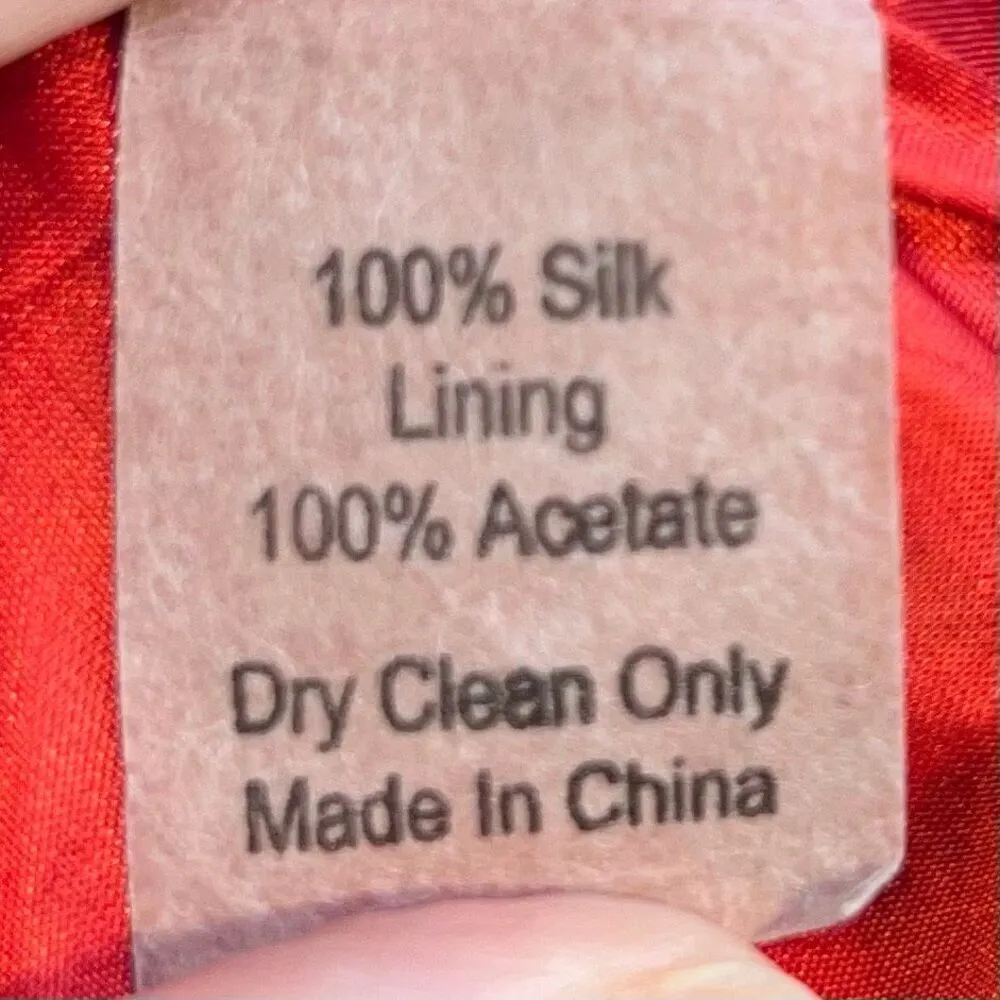 100% Silk
Lining
100% Acetate
Dry Clean Only
Made In China